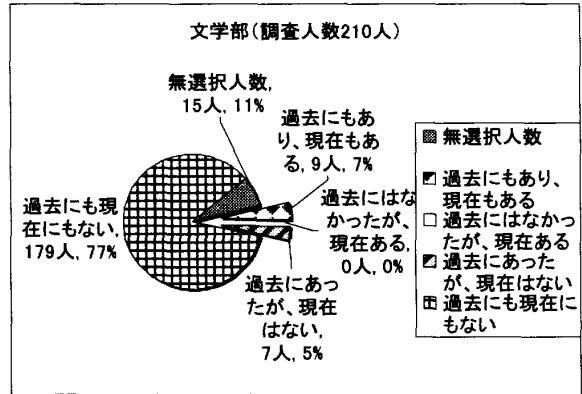 文学部(調査人数210人)
無選択人数,
15人, 11%
過去にもあ
り、現在もあ
る, 9人, 7%
過去にはな
かったが、
現在ある,
0人, 0%
過去にあっ
たが、現在
はない,
7人, 5%
過去にも現
在にもない,
179人, 77%
無選択人数
過去にもあり、
現在もある
過去にはなかっ
たが、現在ある
過去にあった
が、現在はない
過去にも現在に
もない